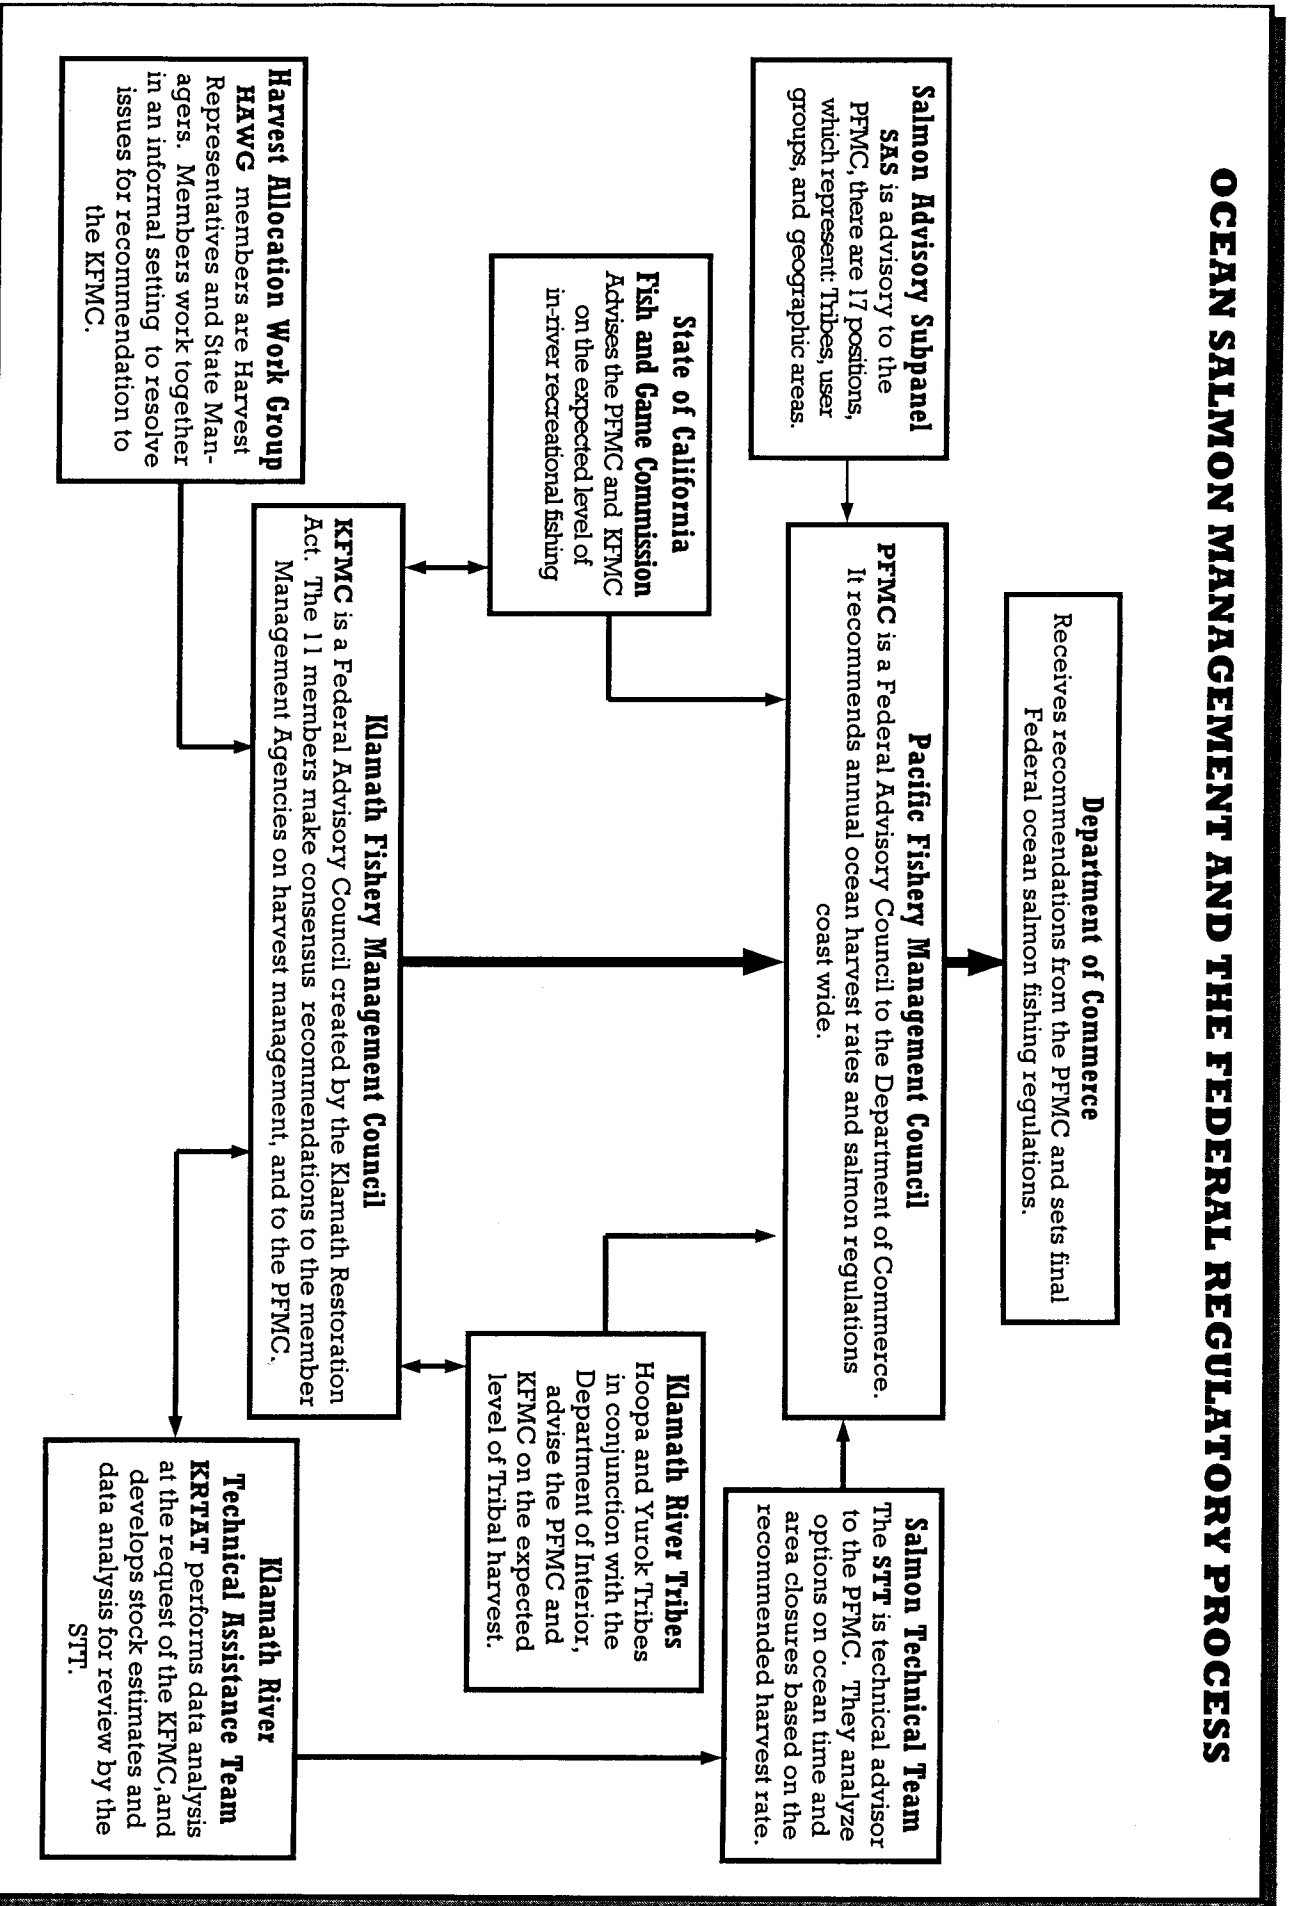 OCEAN SALMON MANAGEMENT AND THE FEDERAL REGULATORY PROCESS
Department of Commerce
Receives recommendations from the PFMC and sets final
Federal ocean salmon fishing regulations.
Salmon Advisory Subpanel
SAS is advisory to the
PFMC, there are 17 positions,
which represent: Tribes, user
groups, and geographic areas.
Pacific Fishery Management Council
PFMC is a Federal Advisory Council to the Department of Commerce.
It recommends annual ocean harvest rates and salmon regulations
coast wide.
Salmon Technical Team
The STT is technical advisor
to the PFMC. They analyze
options on ocean time and
area closures based on the
recommended harvest rate.
State of California
Fish and Game Commission
Advises the PFMC and KFMC
on the expected level of
in-river recreational fishing
Klamath River Tribes
Hoopa and Yurok Tribes
in conjunction with the
Department of Interior,
advise the PFMC and
KFMC on the expected
level of Tribal harvest.
Klamath Fishery Management Council
KFMC is a Federal Advisory Council created by the Klamath Restoration
Act. The 11 members make consensus recommendations to the member
Management Agencies on harvest management, and to the PFMC.
Harvest Allocation Work Group
HAWG members are Harvest
Representatives and State Man-
agers. Members work together
in an informal setting to resolve
issues for recommendation to
the KFMC.
Klamath River
Technical Assistance Team
KRTAT performs data analysis
at the request of the KFMC, and
develops stock estimates and
data analysis for review by the
STT.